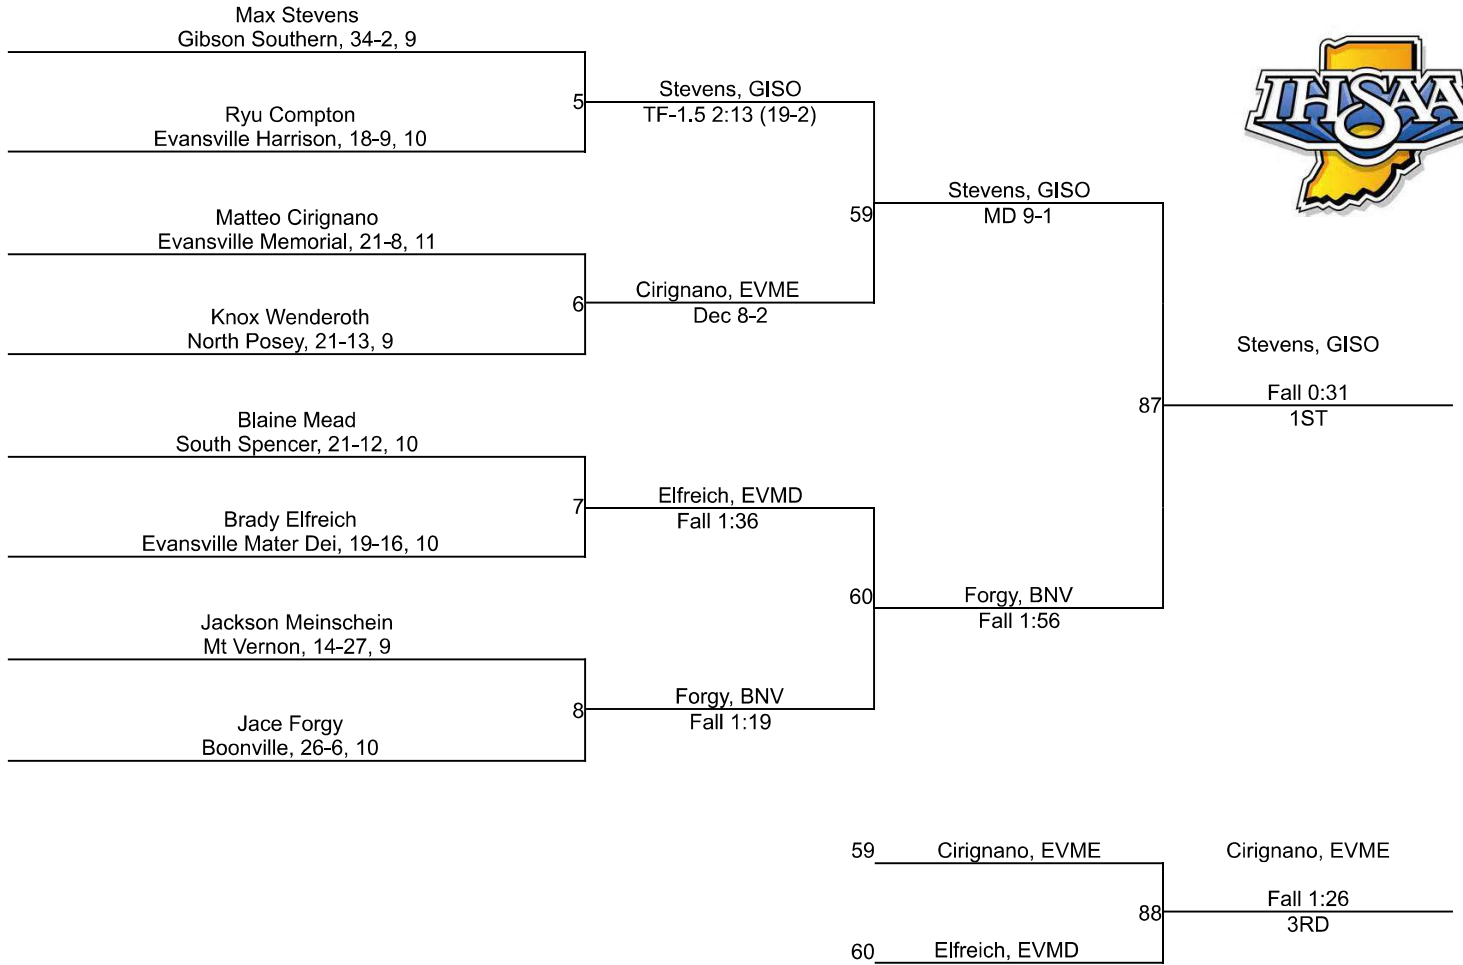 Max Stevens
Gibson Southern, 34-2, 9
Ryu Compton
Evansville Harrison, 18-9, 10
Matteo Cirignano
Evansville Memorial, 21-8, 11
Knox Wenderoth
North Posey, 21-13, 9
Blaine Mead
South Spencer, 21-12, 10
Brady Elfreich
Evansville Mater Dei, 19-16, 10
Jackson Meinschein
Mt Vernon, 14-27, 9
Jace Forgy
Boonville, 26-6, 10
5
Stevens, GISO
TF-1.5 2:13 (19-2)
6
Cirignano, EVME
Dec 8-2
7
Elfreich, EVMD
Fall 1:36
8
Forgy, BNV
Fall 1:19
59
Stevens, GISO
MD 9-1
60
Forgy, BNV
Fall 1:56
IHSAA
87
Stevens, GISO
Fall 0:31
1ST
59
Cirignano, EVME
60
Elfreich, EVMD
88
Cirignano, EVME
Fall 1:26
3RD